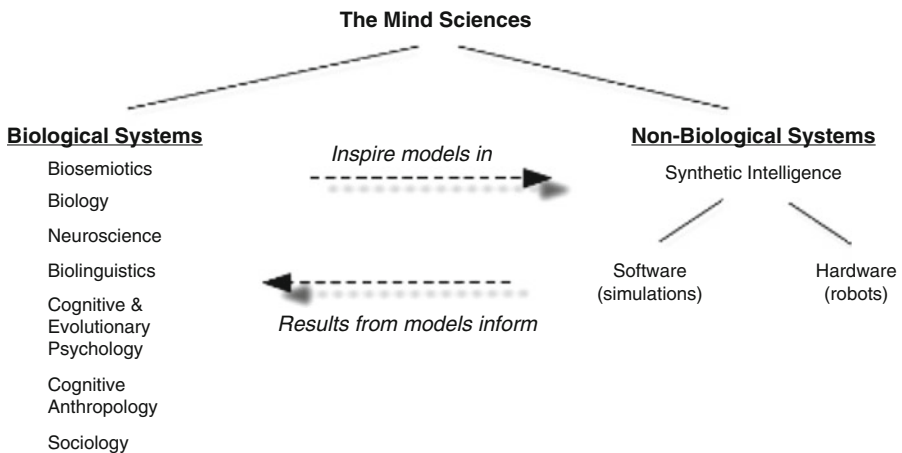 The Mind Sciences
Biological Systems
Biosemiotics
Biology
Neuroscience
Biolinguistics
Cognitive &
Evolutionary
Psychology
Cognitive
Anthropology
Sociology
Inspire models in
Results from models inform
Non-Biological Systems
Synthetic Intelligence
Software
(simulations)
Hardware
(robots)